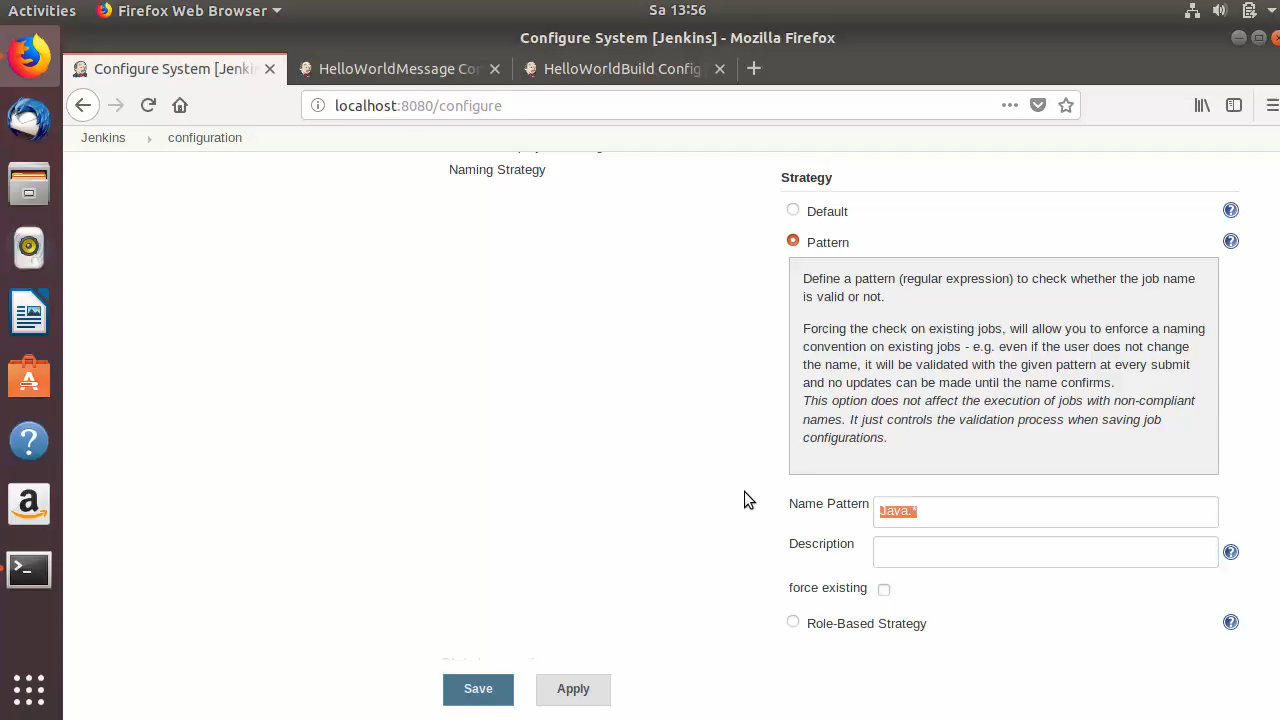 Activities
Firefox Web Browser
Sa 13:56
Configure System [Jenkins] - Mozilla Firefox
Configure System [Jenki
HelloWorldMessage Co
HelloWorldBuild Config
localhost:8080/configure
Jenkins
configuration
Naming Strategy
Strategy
Default
Pattern
Define a pattern (regular expression) to check whether the job name
is valid or not.
Forcing the check on existing jobs, will allow you to enforce a naming
convention on existing jobs - e.g. even if the user does not change
the name, it will be validated with the given pattern at every submit
and no updates can be made until the name confirms.
This option does not affect the execution of jobs with non-compliant
names. It just controls the validation process when saving job
configurations.
Name Pattern
Java.*
Description
force existing
Role-Based Strategy
Save
Apply